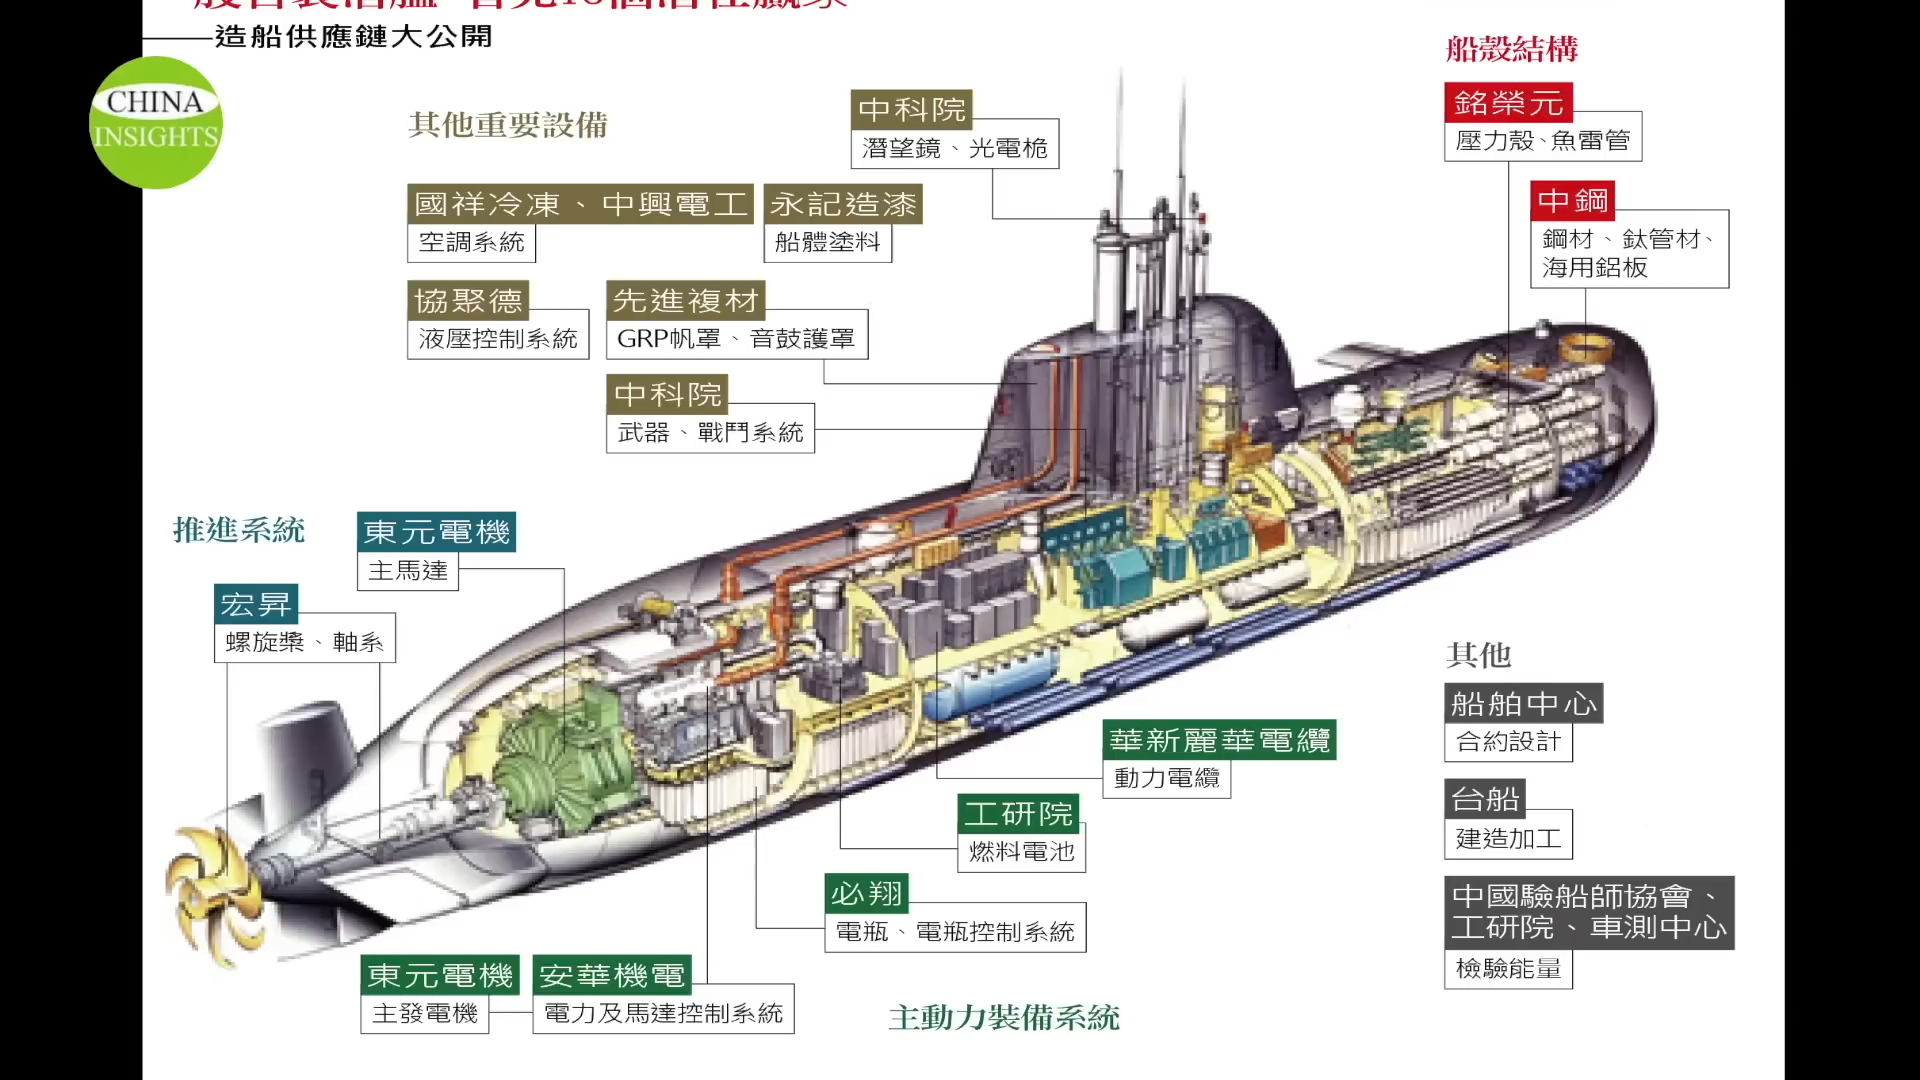 造船供應鏈大公開
CHINA
INSIGHTS
其他重要設備
中科院
潛望鏡、光電桅
國祥冷凍、中興電工
空調系統
永記造漆
船體塗料
協聚德
液壓控制系統
先進複材
GRP帆罩、音鼓護罩
中科院
武器、戰鬥系統
船殼結構
銘榮元
壓力殼、魚雷管
中鋼
鋼材、鈦管材、
海用鋁板
推進系統
東元電機
主馬達
宏昇
螺旋槳、軸系
華新麗華電纜
動力電纜
工研院
燃料電池
必翔
電瓶、電瓶控制系統
東元電機
主發電機
安華機電
電力及馬達控制系統
主動力裝備系統
其他
船舶中心
合約設計
台船
建造加工
中國驗船師協會、
工研院、車測中心
檢驗能量